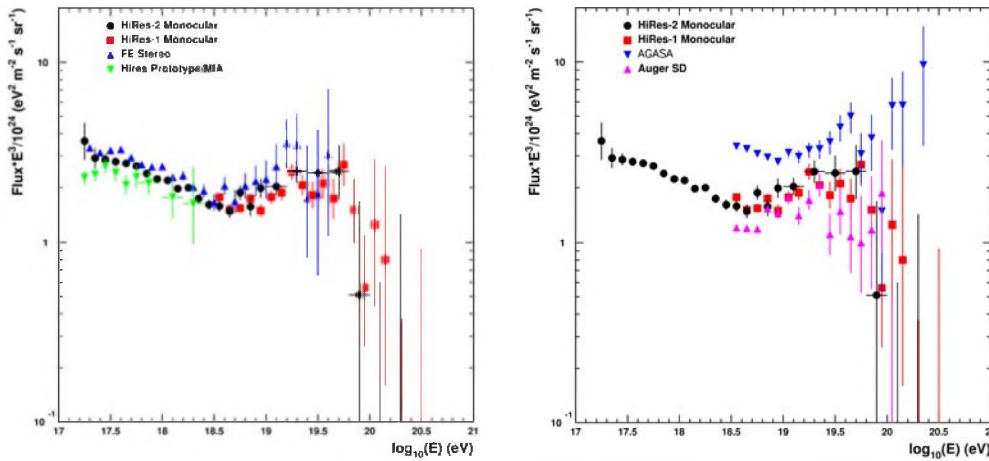 Flux*E³/10²⁴ (eV² m⁻² s⁻¹ sr⁻¹)
HiRes-2 Monocular
HiRes-1 Monocular
FE Stereo
Hires Prototype/MIA
10
1
10⁻¹
17
17.5
18
18.5
19
19.5
20
20.5
21
log₁₀(E) (eV)
Flux*E³/10²⁴ (eV² m⁻² s⁻¹ sr⁻¹)
HiRes-2 Monocular
HiRes-1 Monocular
AGASA
Auger SD
10
1
10⁻¹
17
17.5
18
18.5
19
19.5
20
20.5
21
log₁₀(E) (eV)